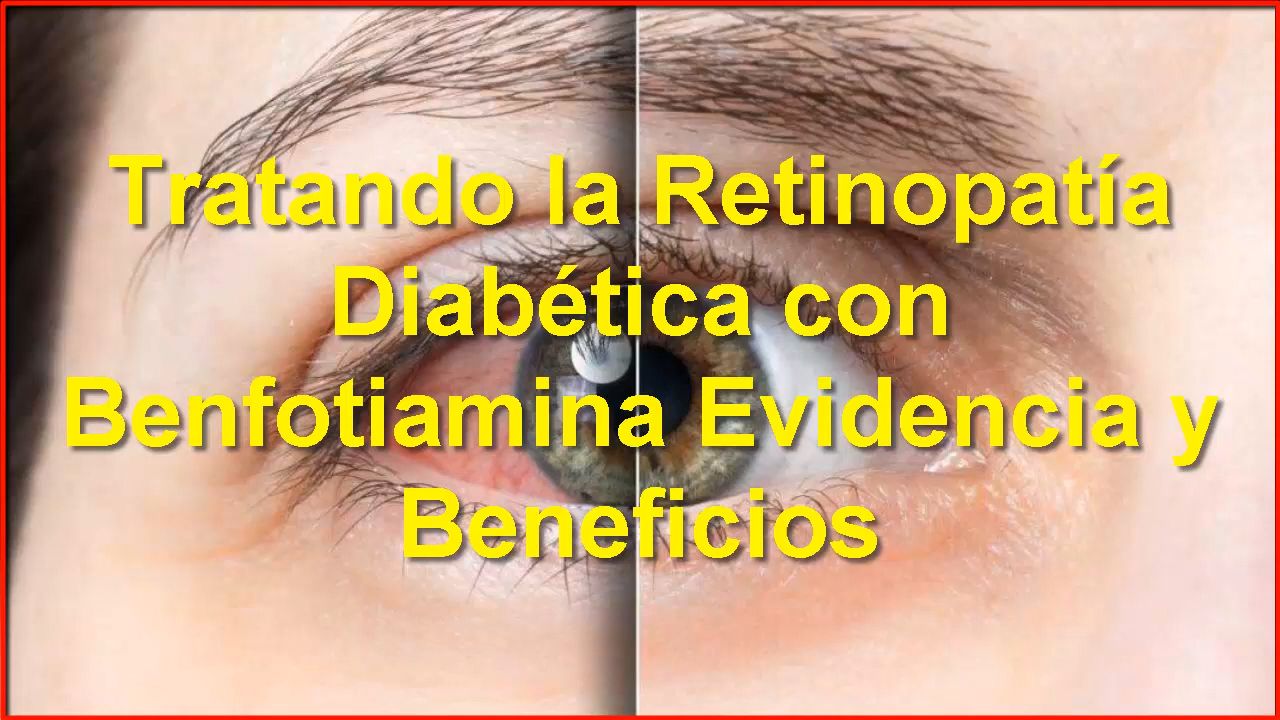 Tratando la Retinopatía
Diabética con
Benfotiamina Evidencia y
Beneficios